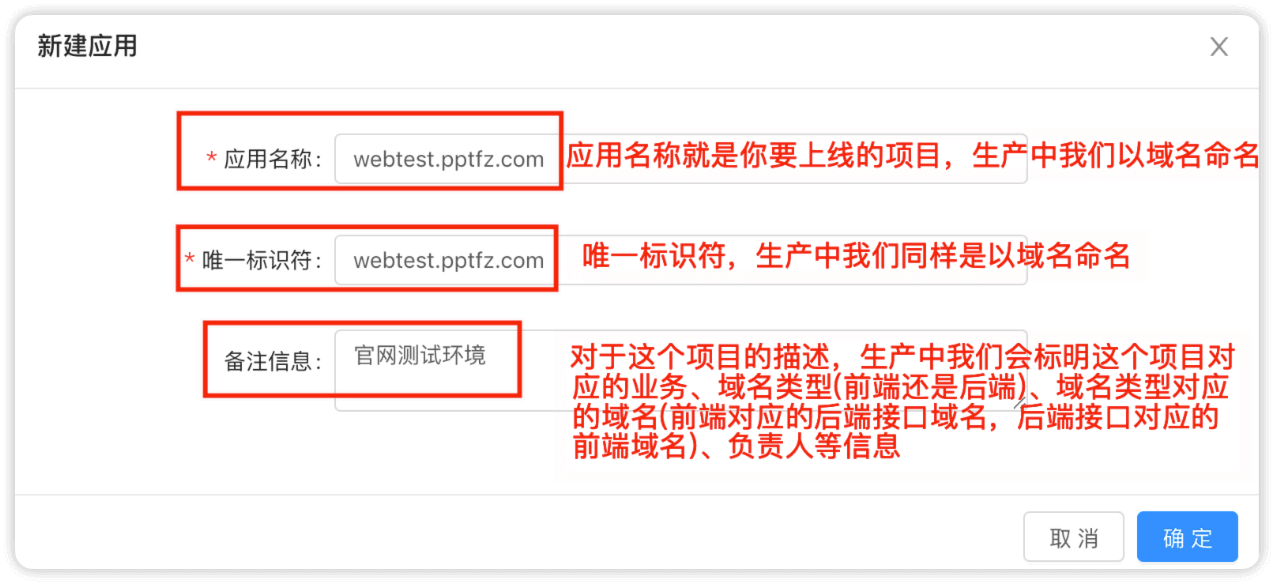 新建应用
* 应用名称: webtest.pptfz.com 应用名称就是你要上线的项目，生产中我们以域名命名
* 唯一标识符: webtest.pptfz.com 唯一标识符，生产中我们同样是以域名命名
备注信息: 官网测试环境
对于这个项目的描述，生产中我们会标明这个项目对
应的业务、域名类型(前端还是后端)、域名类型对应
的域名(前端对应的后端接口域名，后端接口对应的
前端域名)、负责人等信息
取 消 确 定